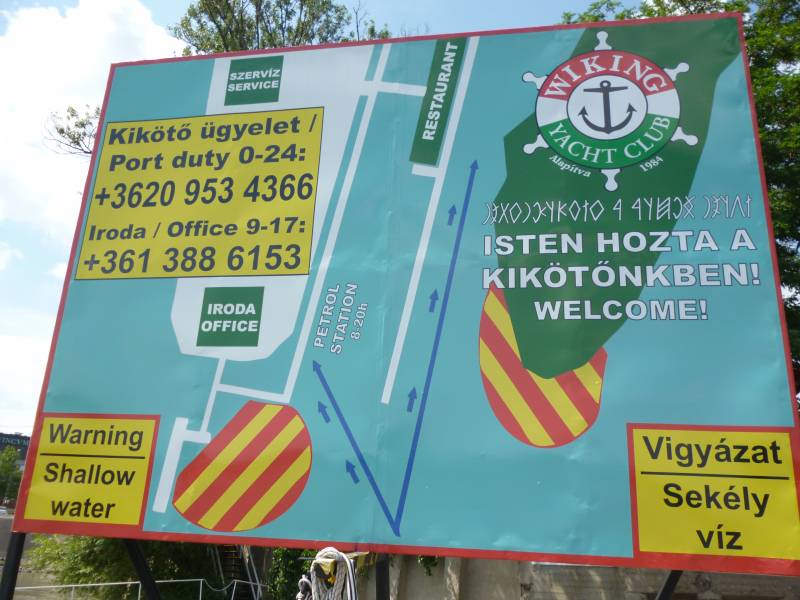 SZERVÍZ
SERVICE
RESTAURANT
WIKING
YACHT CLUB
Alapítva 1984
Kikötő ügyelet /
Port duty 0-24:
+3620 953 4366
Iroda / Office 9-17:
+361 388 6153
ISTEN HOZTA A
KIKÖTŐNKBEN!
WELCOME!
IRODA
OFFICE
PETROL
STATION
8-20h
Warning
Shallow
water
Vigyázat
Sekély
víz